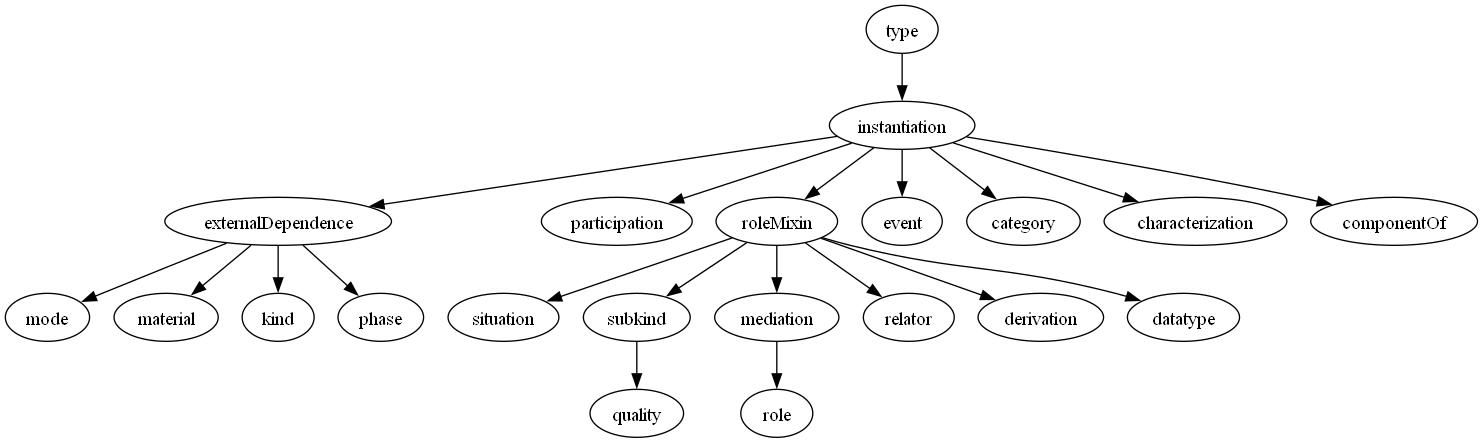 type
instantiation
externalDependence
participation
roleMixin
event
category
characterization
componentOf
mode
material
kind
phase
situation
subkind
mediation
relator
derivation
datatype
quality
role